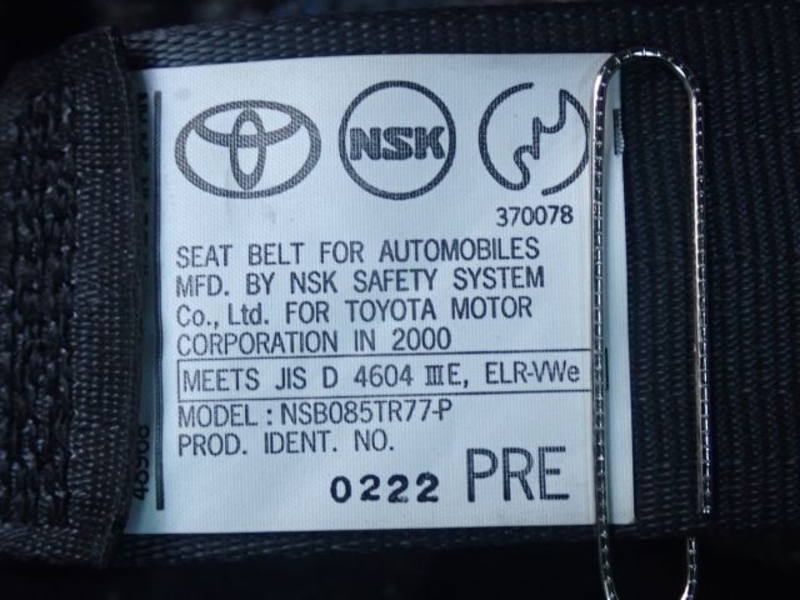 NSK
370078
SEAT BELT FOR AUTOMOBILES
MFD. BY NSK SAFETY SYSTEM
Co., Ltd. FOR TOYOTA MOTOR
CORPORATION IN 2000
MEETS JIS D 4604 ⅢE, ELR-VWe
MODEL : NSB085TR77-P
PROD. IDENT. NO.
0222 PRE